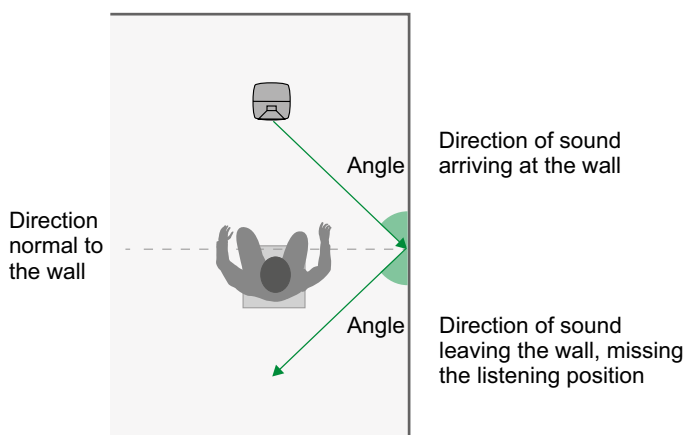 Direction of sound
arriving at the wall
Angle
Direction
normal to
the wall
Angle
Direction of sound
leaving the wall, missing
the listening position